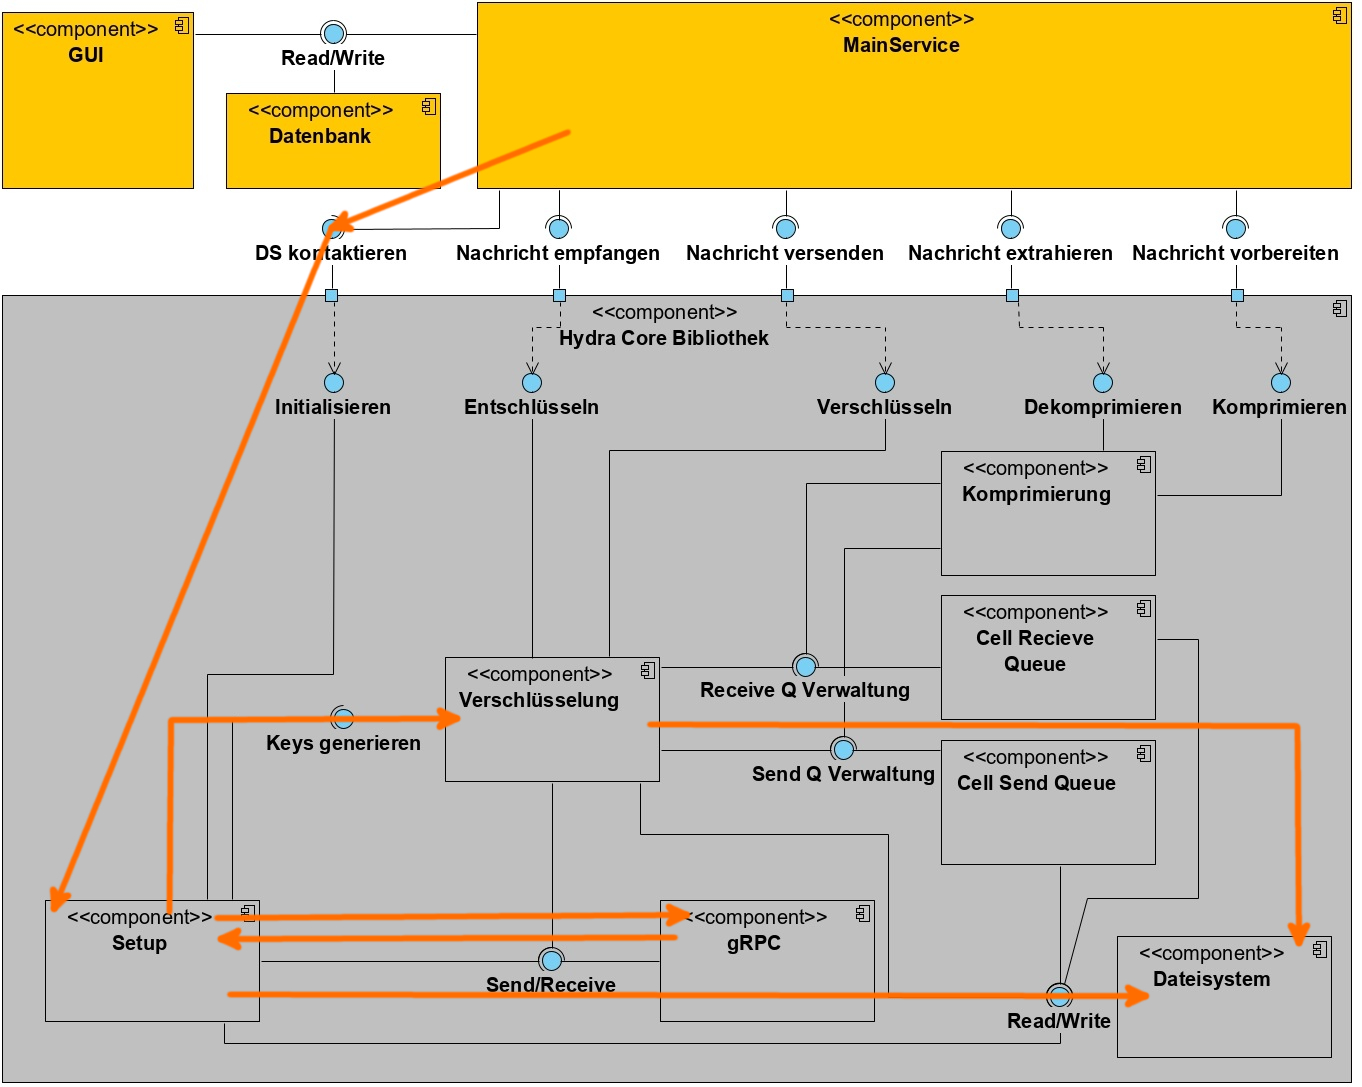 <<component>>
GUI
Read/Write
<<component>>
MainService
<<component>>
Datenbank
DS kontaktieren
Nachricht empfangen
Nachricht versenden
Nachricht extrahieren
Nachricht vorbereiten
<<component>>
Hydra Core Bibliothek
Initialisieren
Entschlüsseln
Verschlüsseln
Dekomprimieren
Komprimieren
<<component>>
Komprimierung
<<component>>
Cell Recieve
Queue
<<component>>
Verschlüsselung
Receive Q Verwaltung
Keys generieren
Send Q Verwaltung
<<component>>
Cell Send Queue
<<component>>
Setup
<<component>>
gRPC
Send/Receive
<<component>>
Dateisystem
Read/Write